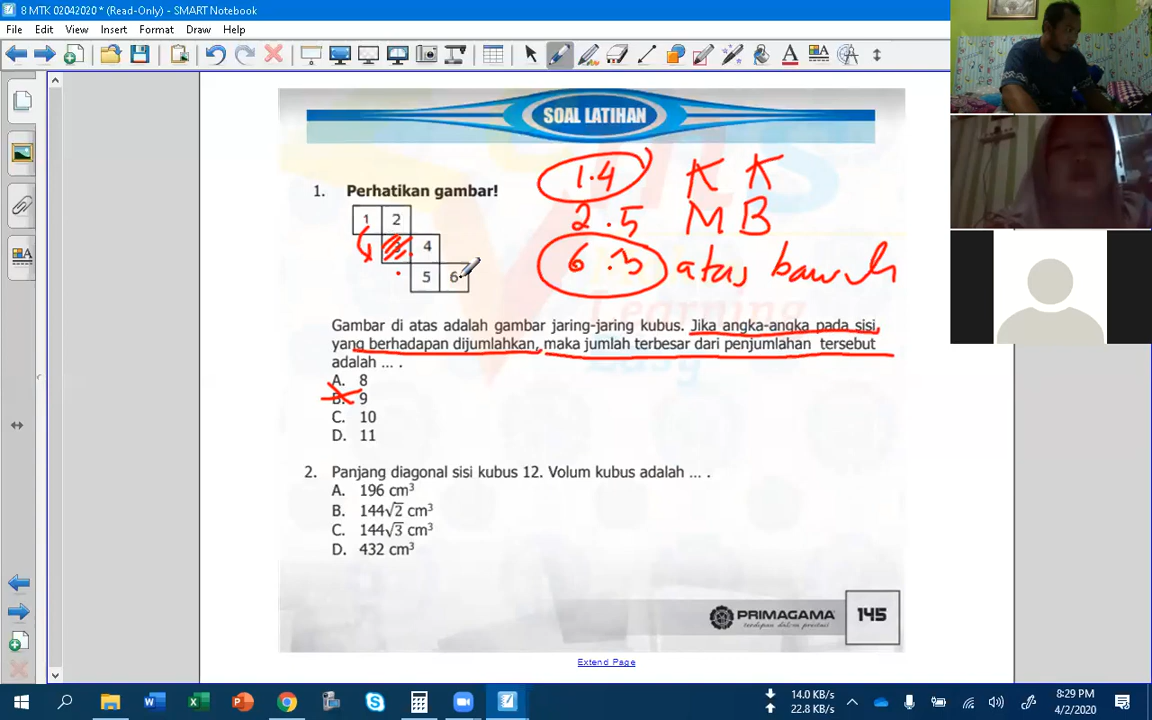 8 MTK 02042020 * (Read-Only) - SMART Notebook
File Edit View Insert Format Draw Help
SOAL LATIHAN
1. Perhatikan gambar!
1 2
3 4
5 6
1.4 K K
2.5 M B
6.3 atas bawah
Gambar di atas adalah gambar jaring-jaring kubus. Jika angka-angka pada sisi
yang berhadapan dijumlahkan, maka jumlah terbesar dari penjumlahan tersebut
adalah ... .
A. 8
B. 9
C. 10
D. 11
2. Panjang diagonal sisi kubus 12. Volum kubus adalah ... .
A. 196 cm³
B. 144√2 cm³
C. 144√3 cm³
D. 432 cm³
PRIMAGAMA
terdepan dalam prestasi
145
Extend Page
14.0 KB/s
22.8 KB/s
8:29 PM
4/2/2020